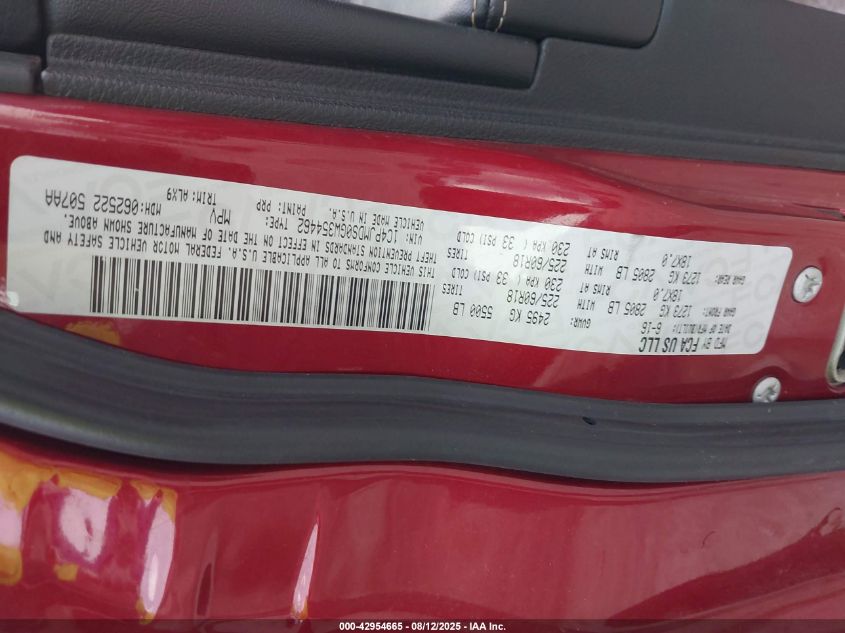 MFD BY FCA US LLC
DATE OF MFR/BUILT: 6-16
GVWR: 2495 KG 5500 LB
GAWR FRONT: 1273 KG 2805 LB WITH 225/60R18 TIRES
18X7.0 RIMS AT 230 KPA ( 33 PSI) COLD
GAWR REAR: 1273 KG 2805 LB WITH 225/60R18 TIRES
18X7.0 RIMS AT 230 KPA ( 33 PSI) COLD
THIS VEHICLE CONFORMS TO ALL APPLICABLE U.S.A. FEDERAL MOTOR VEHICLE SAFETY AND
THEFT PREVENTION STANDARDS IN EFFECT ON THE DATE OF MANUFACTURE SHOWN ABOVE.
VIN: 1C4PJMDS0GW354462 TYPE: MPV MDH: 062522 507AA
VEHICLE MADE IN U.S.A. PAINT: PRP TRIM: ALX9
000-42954665 - 08/12/2025 - IAA Inc.